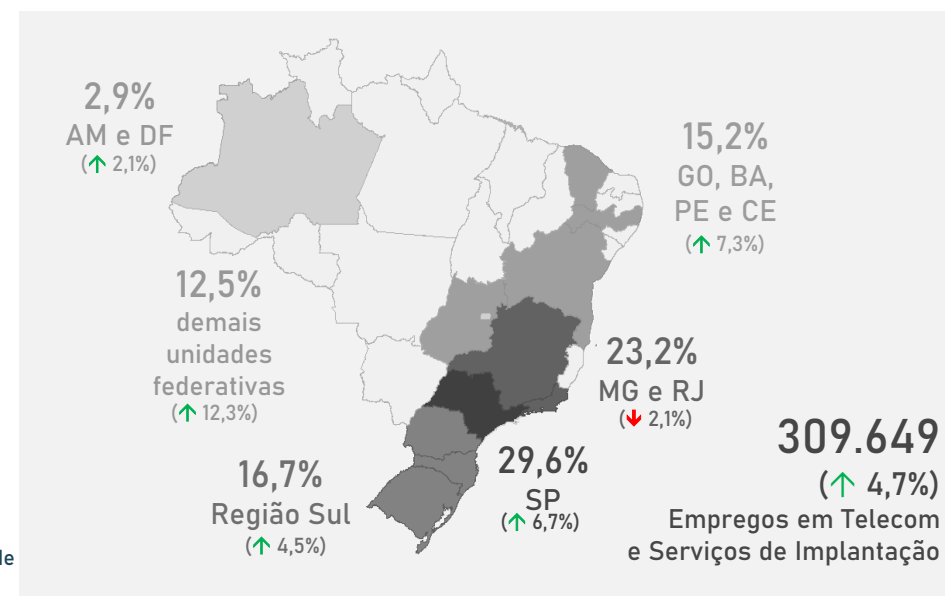 2,9%
AM e DF
(↑ 2,1%)
15,2%
GO, BA,
PE e CE
(↑ 7,3%)
12,5%
demais
unidades
federativas
(↑ 12,3%)
23,2%
MG e RJ
(↓ 2,1%)
16,7%
Região Sul
(↑ 4,5%)
29,6%
SP
(↑ 6,7%)
309.649
(↑ 4,7%)
Empregos em Telecom
e Serviços de Implantação